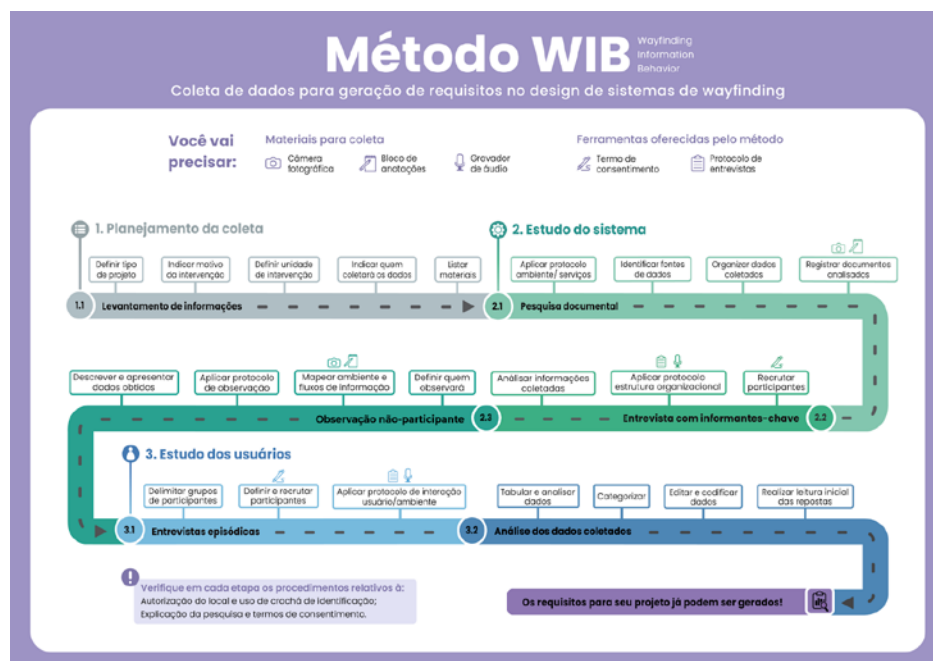 Método WIB
Wayfinding
Information
Behavior
Coleta de dados para geração de requisitos no design de sistemas de wayfinding
Você vai
precisar:
Materiais para coleta
Câmera
fotográfica
Bloco de
anotações
Gravador
de áudio
Ferramentas oferecidas pelo método
Termo de
consentimento
Protocolo de
entrevistas
1. Planejamento da coleta
Definir tipo
de projeto
Indicar motivo
da intervenção
Definir unidade
de intervenção
Indicar quem
coletará os dados
Listar
materiais
1.1
Levantamento de informações
2. Estudo do sistema
Aplicar protocolo
ambiente/ serviços
Identificar fontes
de dados
Organizar dados
coletados
Registrar documentos
analisados
2.1
Pesquisa documental
Descrever e apresentar
dados obtidos
Aplicar protocolo
de observação
Mapear ambiente e
fluxos de informação
Definir quem
observará
Análisar informações
coletadas
Aplicar protocolo
estrutura organizacional
Recrutar
participantes
Observação não-participante
2.3
Entrevista com informantes-chave
2.2
3. Estudo dos usuários
Delimitar grupos
de participantes
Definir e recrutar
participantes
Aplicar protocolo de interação
usuário/ambiente
Tabular e analisar
dados
Categorizar
Editar e codificar
dados
Realizar leitura inicial
das repostas
3.1
Entrevistas episódicas
3.2
Análise dos dados coletados
Verifique em cada etapa os procedimentos relativos à:
Autorização do local e uso de crachá de identificação;
Explicação da pesquisa e termos de consentimento.
Os requisitos para seu projeto já podem ser gerados!